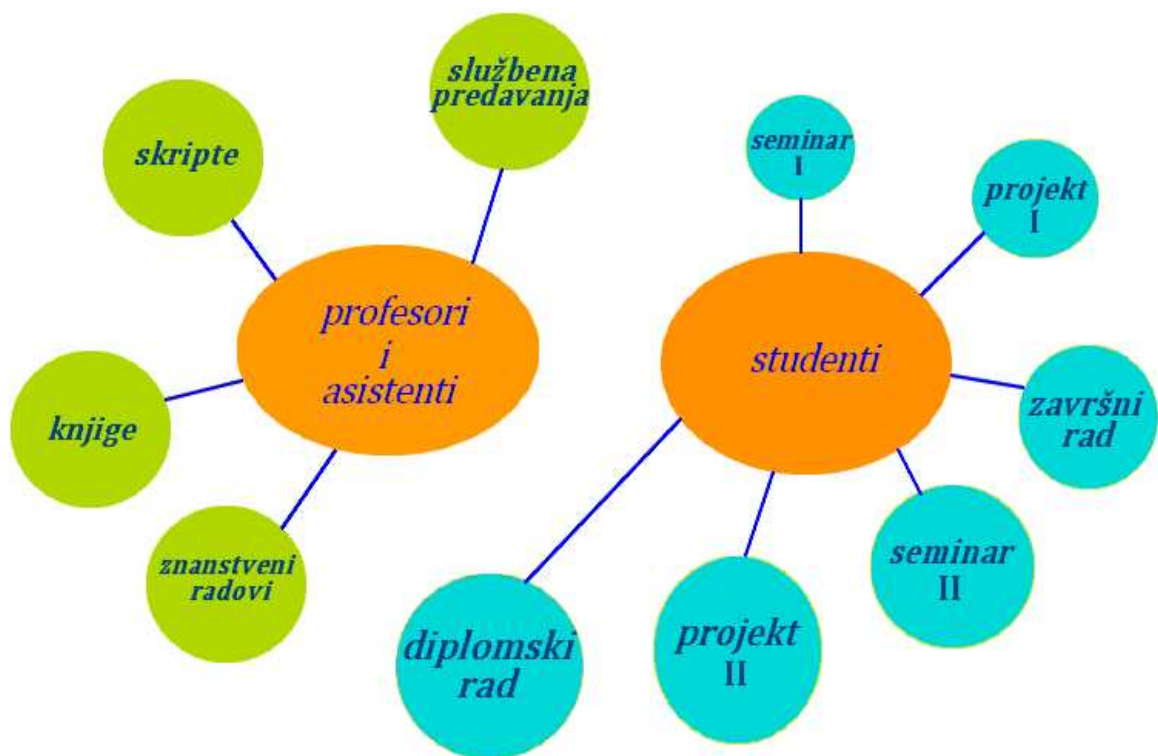 službena
predavanja
skripte
profesori
i
asistenti
knjige
znanstveni
radovi
seminar
I
projekt
I
studenti
završni
rad
seminar
II
projekt
II
diplomski
rad